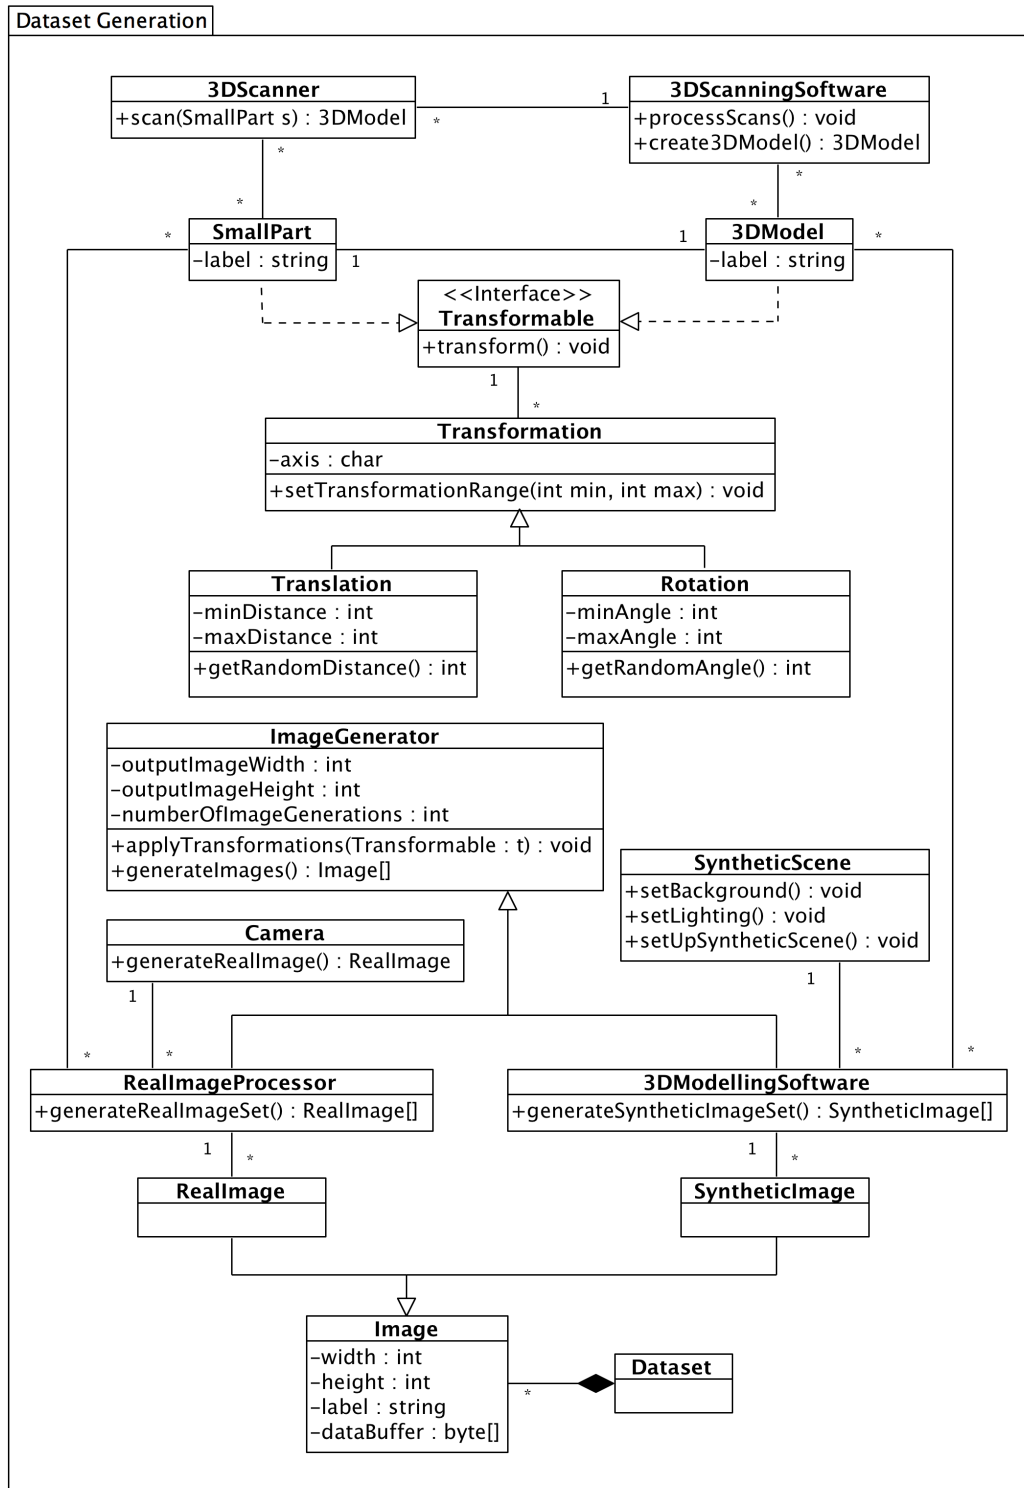 Dataset Generation
3DScanner
+scan(SmallPart s) : 3DModel
*
1
3DScanningSoftware
+processScans() : void
+create3DModel() : 3DModel
*
*
*
*
*
SmallPart
-label : string
1
1
3DModel
-label : string
*
<<Interface>>
Transformable
+transform() : void
1
*
Transformation
-axis : char
+setTransformationRange(int min, int max) : void
Translation
-minDistance : int
-maxDistance : int
+getRandomDistance() : int
Rotation
-minAngle : int
-maxAngle : int
+getRandomAngle() : int
ImageGenerator
-outputImageWidth : int
-outputImageHeight : int
-numberOfImageGenerations : int
+applyTransformations(Transformable : t) : void
+generateImages() : Image[]
SyntheticScene
+setBackground() : void
+setLighting() : void
+setUpSyntheticScene() : void
Camera
+generateRealImage() : RealImage
1
1
*
*
*
*
RealImageProcessor
+generateRealImageSet() : RealImage[]
3DModellingSoftware
+generateSyntheticImageSet() : SyntheticImage[]
1
*
1
*
RealImage
SyntheticImage
Image
-width : int
-height : int
-label : string
-dataBuffer : byte[]
*
Dataset